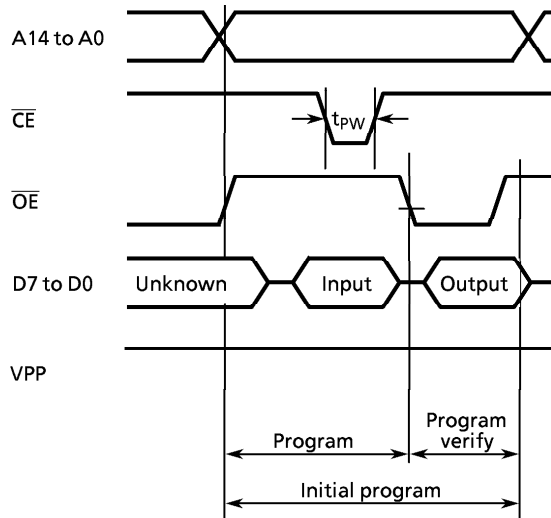 A14 to A0
CE
tPW
OE
D7 to D0
Unknown
Input
Output
VPP
Program
Program
verify
Initial program